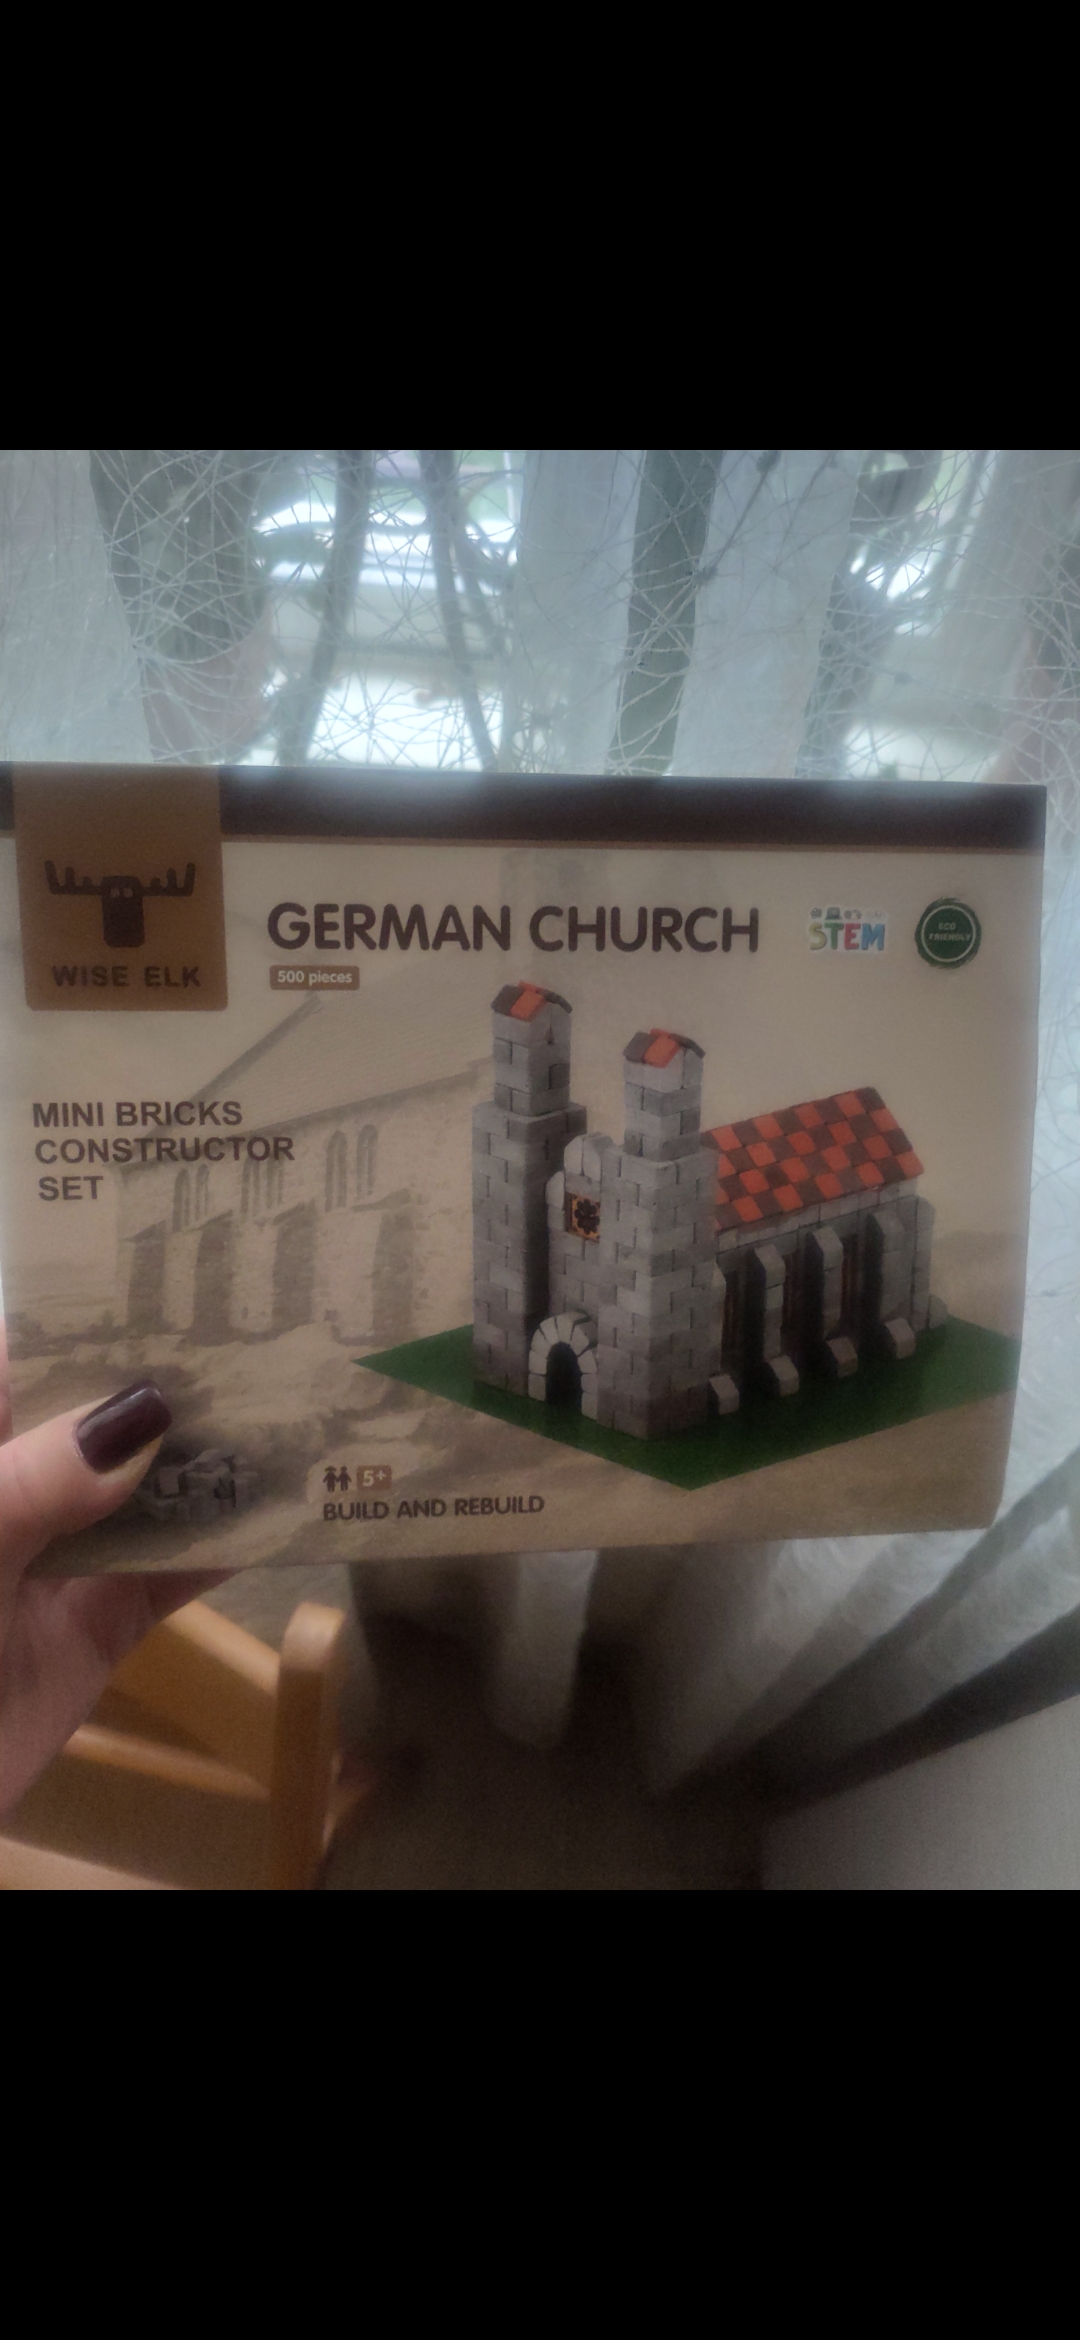 WISE ELK
GERMAN CHURCH
500 pieces
STEM
ECO
FRIENDLY
MINI BRICKS
CONSTRUCTOR
SET
5+
BUILD AND REBUILD